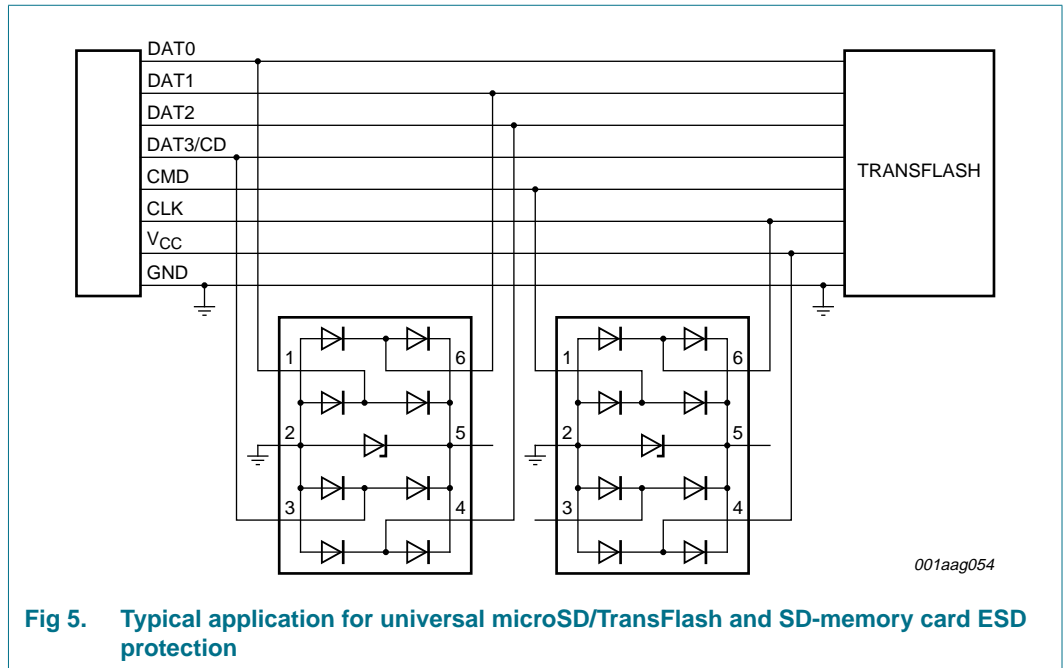 DAT0
DAT1
DAT2
DAT3/CD
CMD
CLK
VCC
GND
TRANSFLASH
1
6
2
5
3
4
1
6
2
5
3
4
001aag054
Fig 5. Typical application for universal microSD/TransFlash and SD-memory card ESD
protection